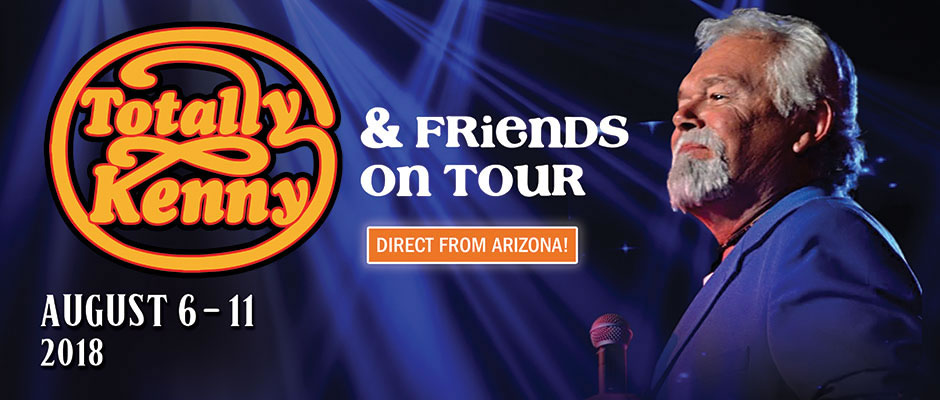 Totally
Kenny
& FRiENDS
ON TOUR
DIRECT FROM ARIZONA!
AUGUST 6 – 11
2018